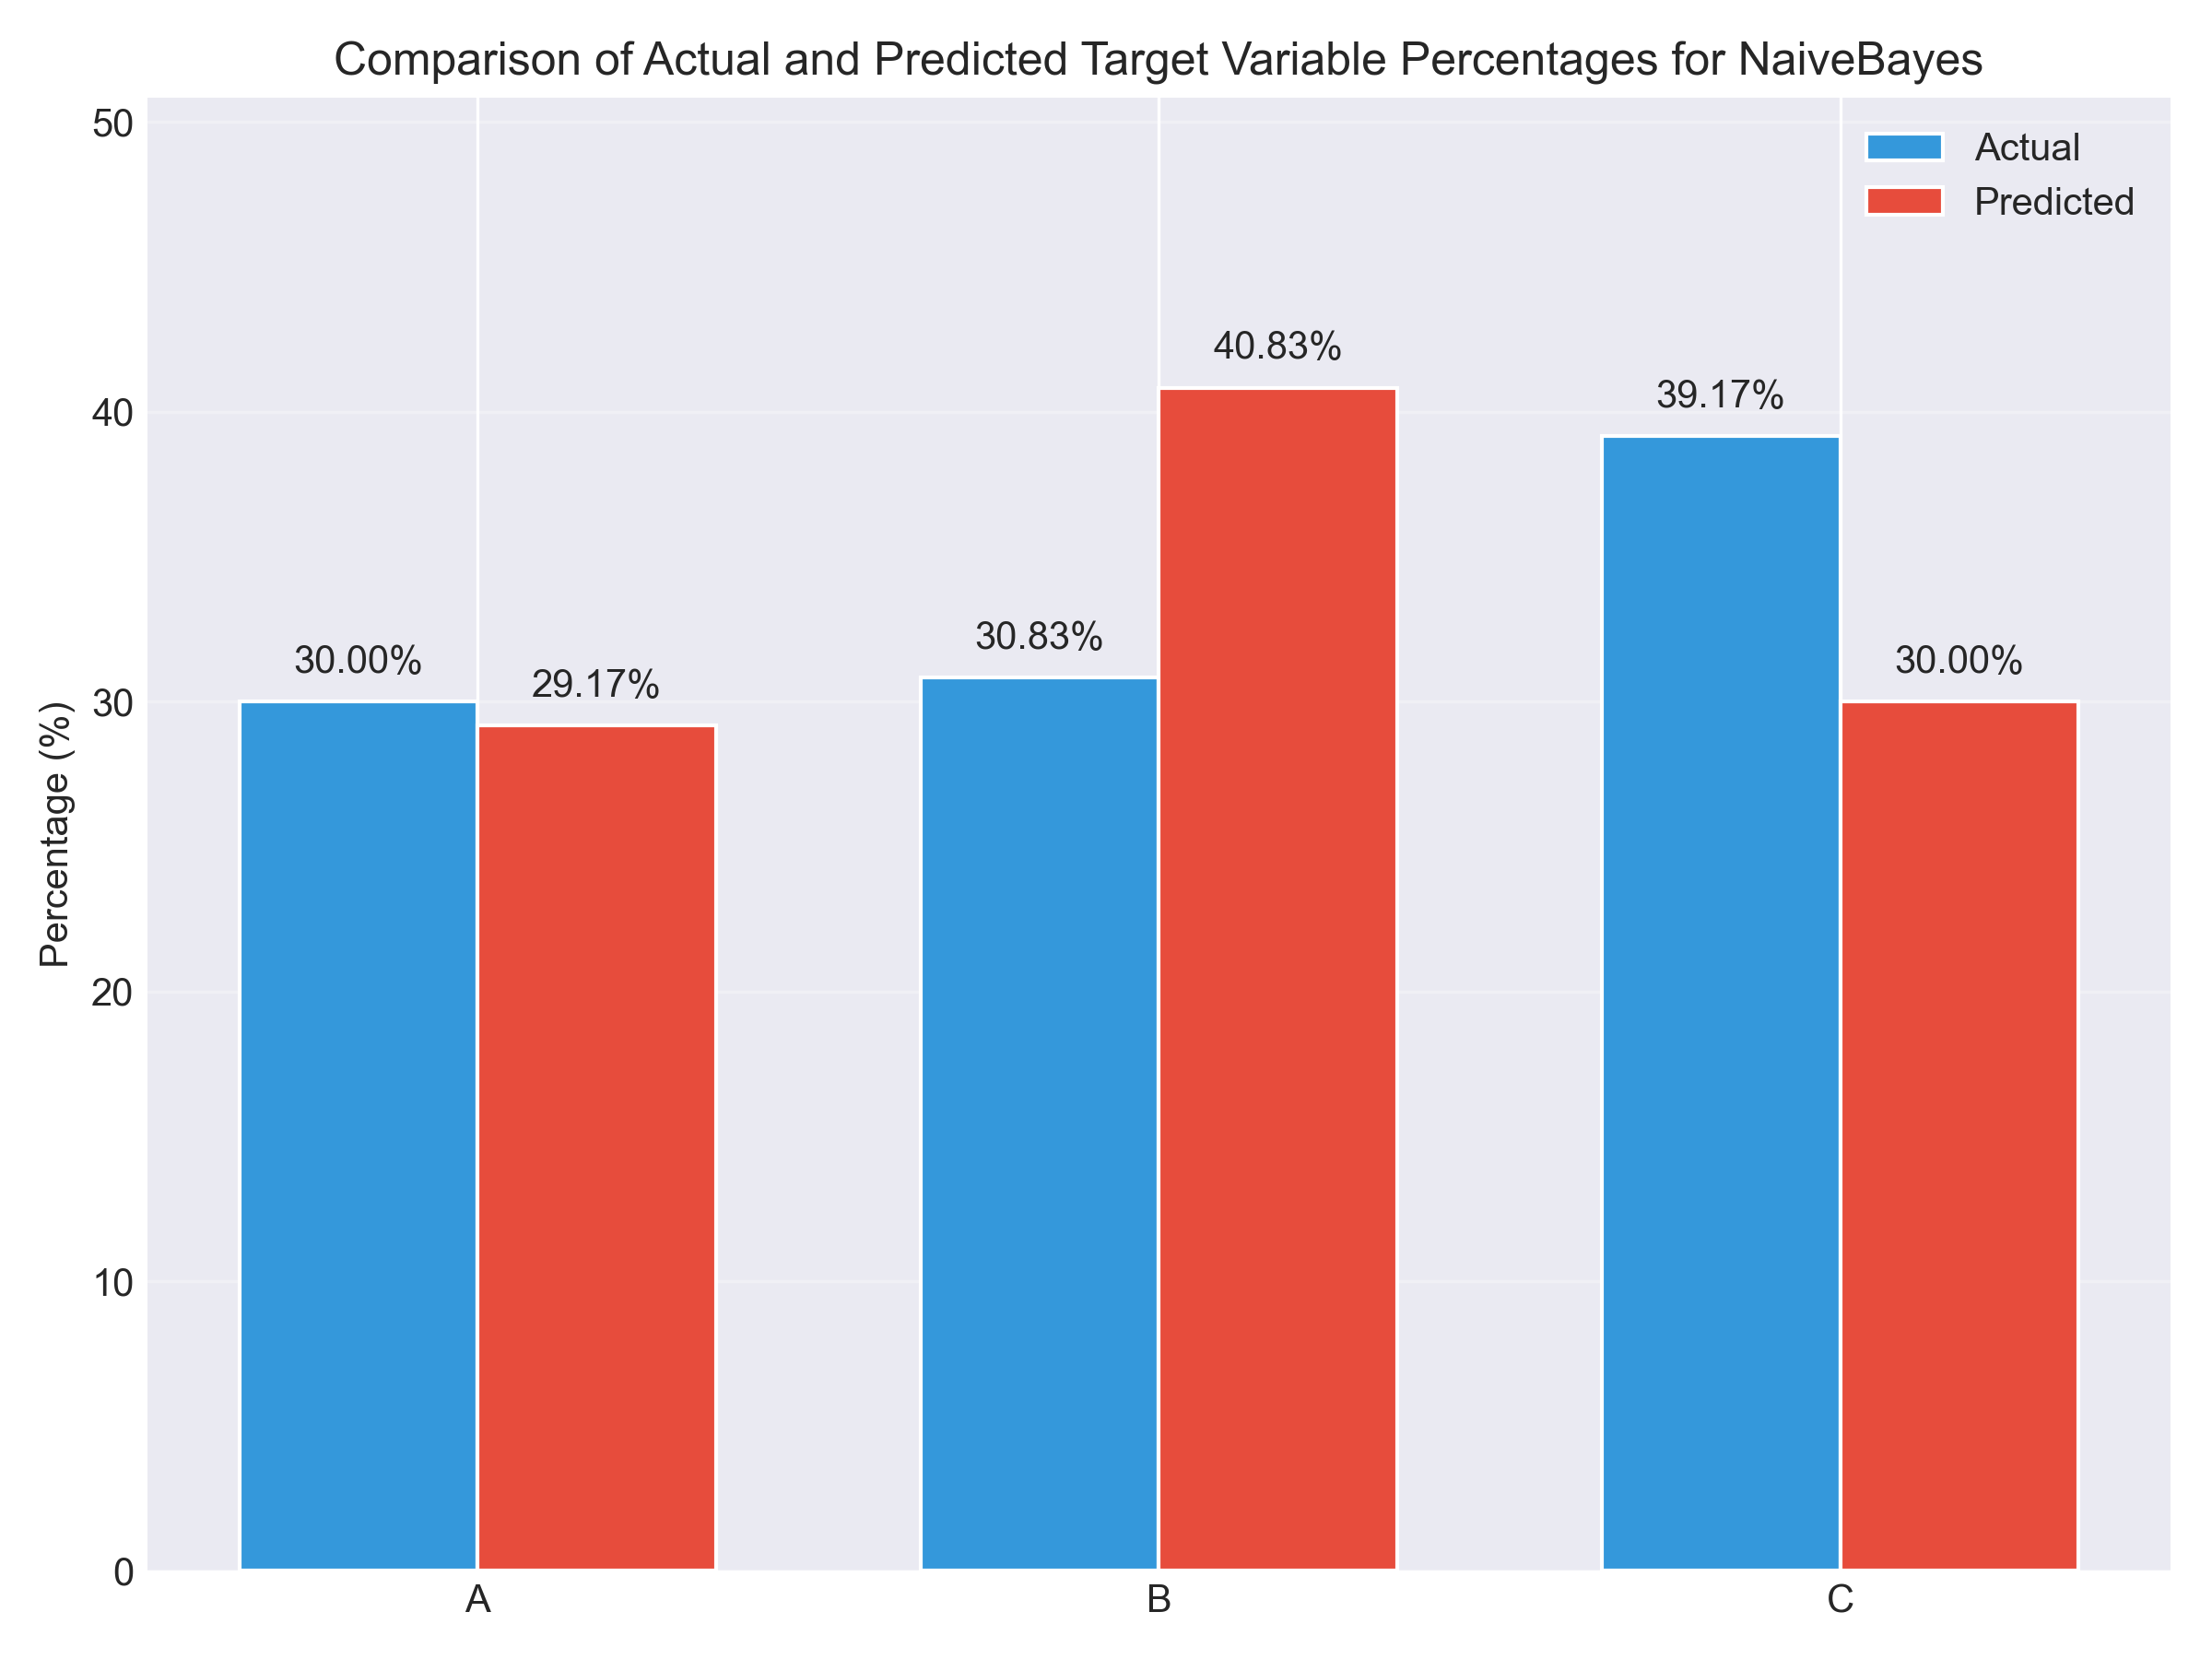 Comparison of Actual and Predicted Target Variable Percentages for NaiveBayes
Actual
Predicted
Percentage (%)
50
40
30
20
10
0
30.00%
29.17%
30.83%
40.83%
39.17%
30.00%
A
B
C